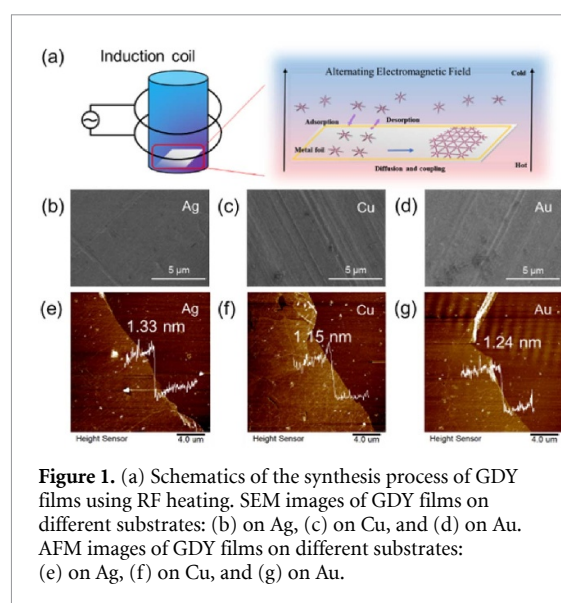 (a) Induction coil
Alternating Electromagnetic Field
Cold
Adsorption
Desorption
Metal foil
Diffusion and coupling
Hot
(b) Ag
5 μm
(c) Cu
5 μm
(d) Au
5 μm
(e) Ag
1.33 nm
Height Sensor
4.0 um
(f) Cu
1.15 nm
Height Sensor
4.0 um
(g) Au
1.24 nm
Height Sensor
4.0 um
Figure 1. (a) Schematics of the synthesis process of GDY
films using RF heating. SEM images of GDY films on
different substrates: (b) on Ag, (c) on Cu, and (d) on Au.
AFM images of GDY films on different substrates:
(e) on Ag, (f) on Cu, and (g) on Au.